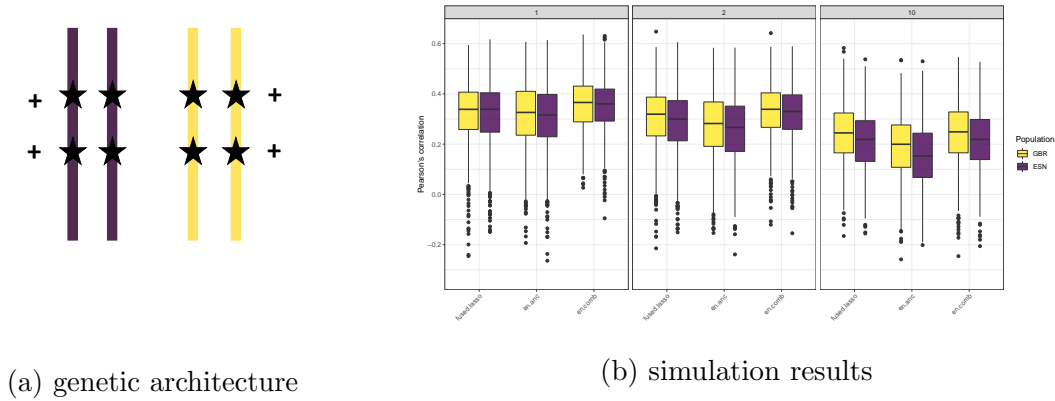 +
+
+
+
1
2
10
Pearson's correlation
0.6
0.4
0.2
0.0
−0.2
fused.lasso
en.anc
en.comb
fused.lasso
en.anc
en.comb
fused.lasso
en.anc
en.comb
Population
GBR
ESN
(a) genetic architecture
(b) simulation results